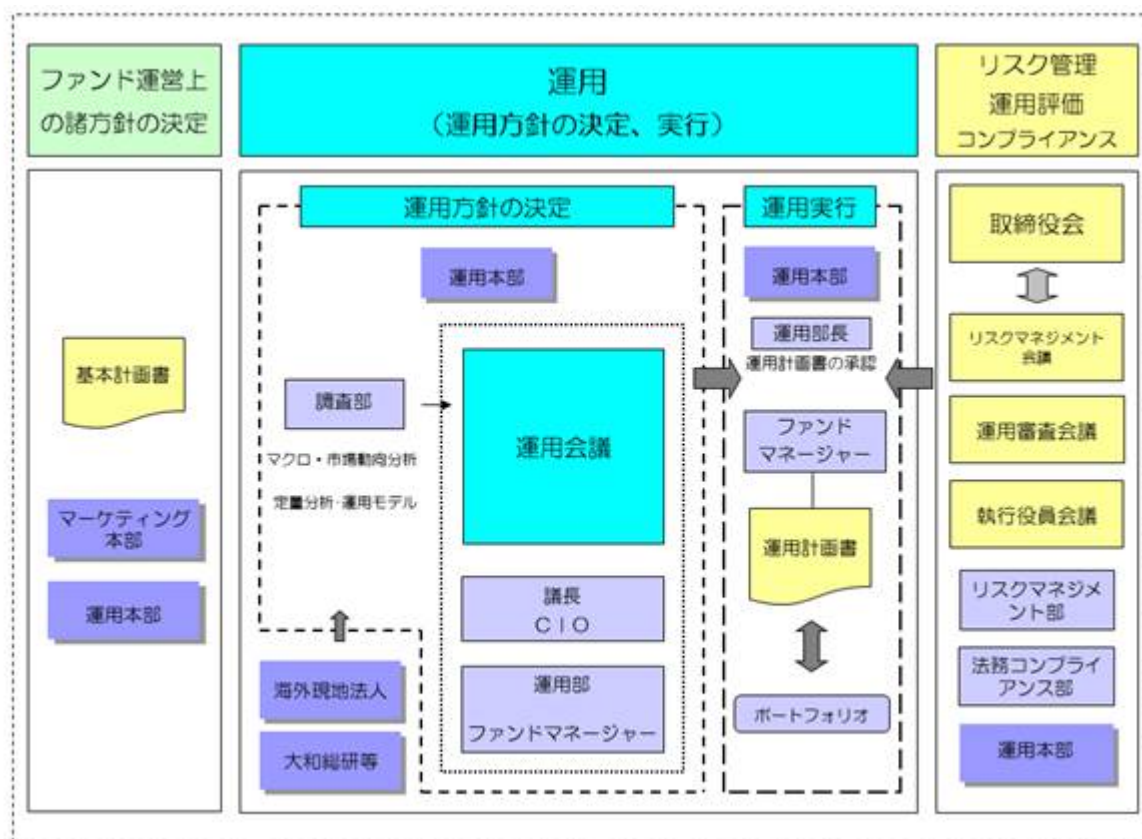 ファンド運営上
の諸方針の決定
運用
（運用方針の決定、実行）
リスク管理
運用評価
コンプライアンス
基本計画書
マーケティング
本部
運用本部
運用方針の決定
運用本部
調査部
マクロ・市場動向分析
定量分析・運用モデル
運用会議
議長
ＣＩＯ
運用部
ファンドマネージャー
海外現地法人
大和総研等
運用実行
運用本部
運用部長
運用計画書の承認
ファンド
マネージャー
運用計画書
ポートフォリオ
取締役会
リスクマネジメント
会議
運用審査会議
執行役員会議
リスクマネジメ
ント部
法務コンプライ
アンス部
運用本部